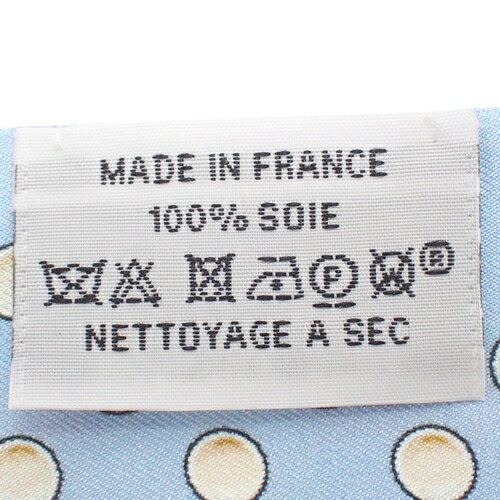 MADE IN FRANCE
100% SOIE
P W ®
NETTOYAGE A SEC